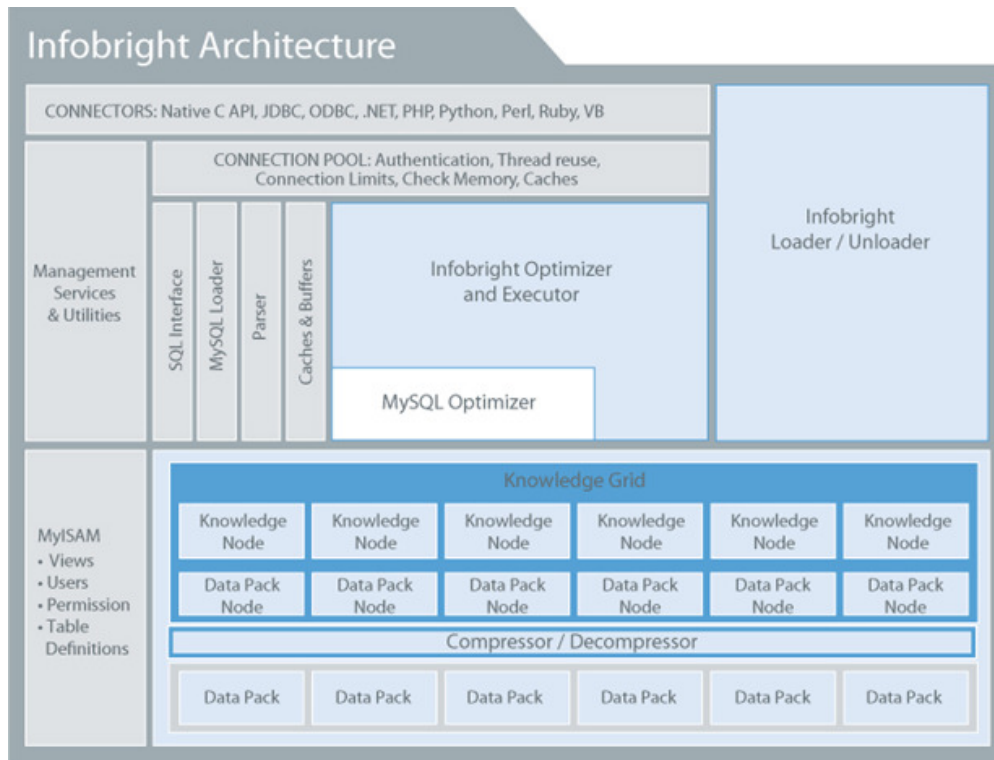 Infobright Architecture
CONNECTORS: Native C API, JDBC, ODBC, .NET, PHP, Python, Perl, Ruby, VB
CONNECTION POOL: Authentication, Thread reuse,
Connection Limits, Check Memory, Caches
Management
Services
& Utilities
SQL Interface
MySQL Loader
Parser
Caches & Buffers
Infobright Optimizer
and Executor
MySQL Optimizer
Infobright
Loader / Unloader
MyISAM
• Views
• Users
• Permission
• Table
Definitions
Knowledge Grid
Knowledge
Node
Knowledge
Node
Knowledge
Node
Knowledge
Node
Knowledge
Node
Knowledge
Node
Data Pack
Node
Data Pack
Node
Data Pack
Node
Data Pack
Node
Data Pack
Node
Data Pack
Node
Compressor / Decompressor
Data Pack
Data Pack
Data Pack
Data Pack
Data Pack
Data Pack